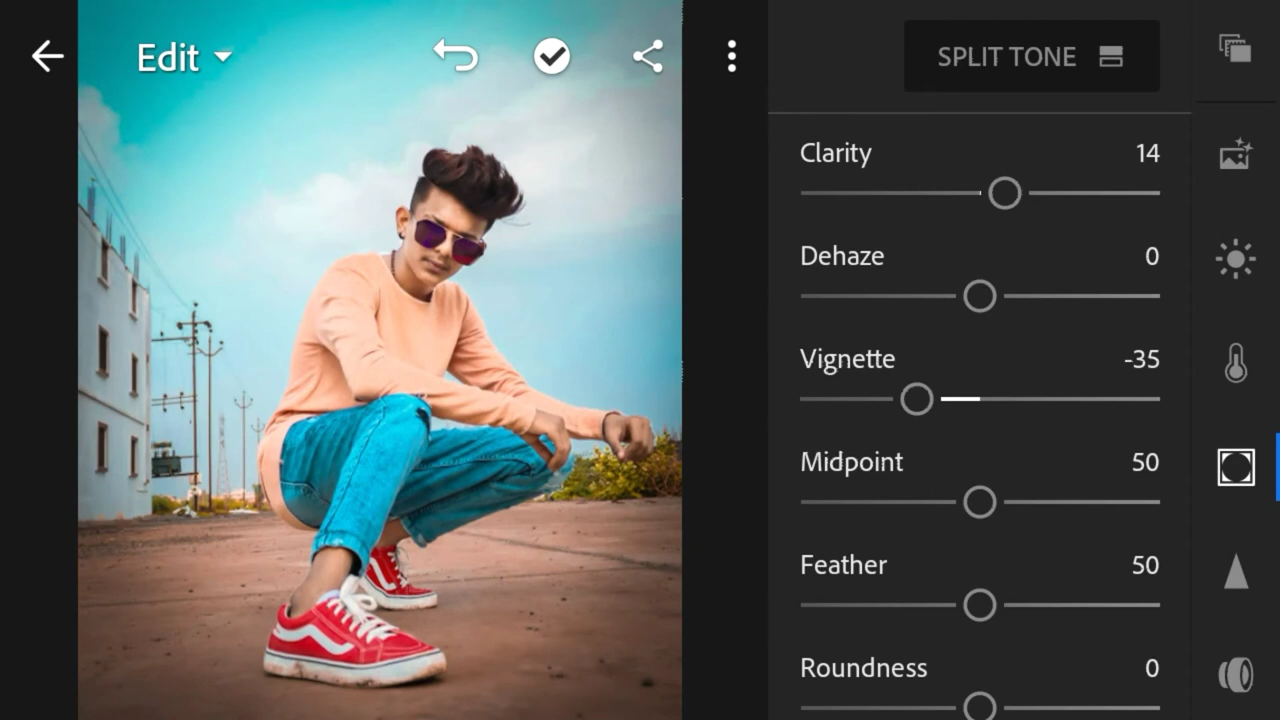 Edit
SPLIT TONE
Clarity 14
Dehaze 0
Vignette -35
Midpoint 50
Feather 50
Roundness 0